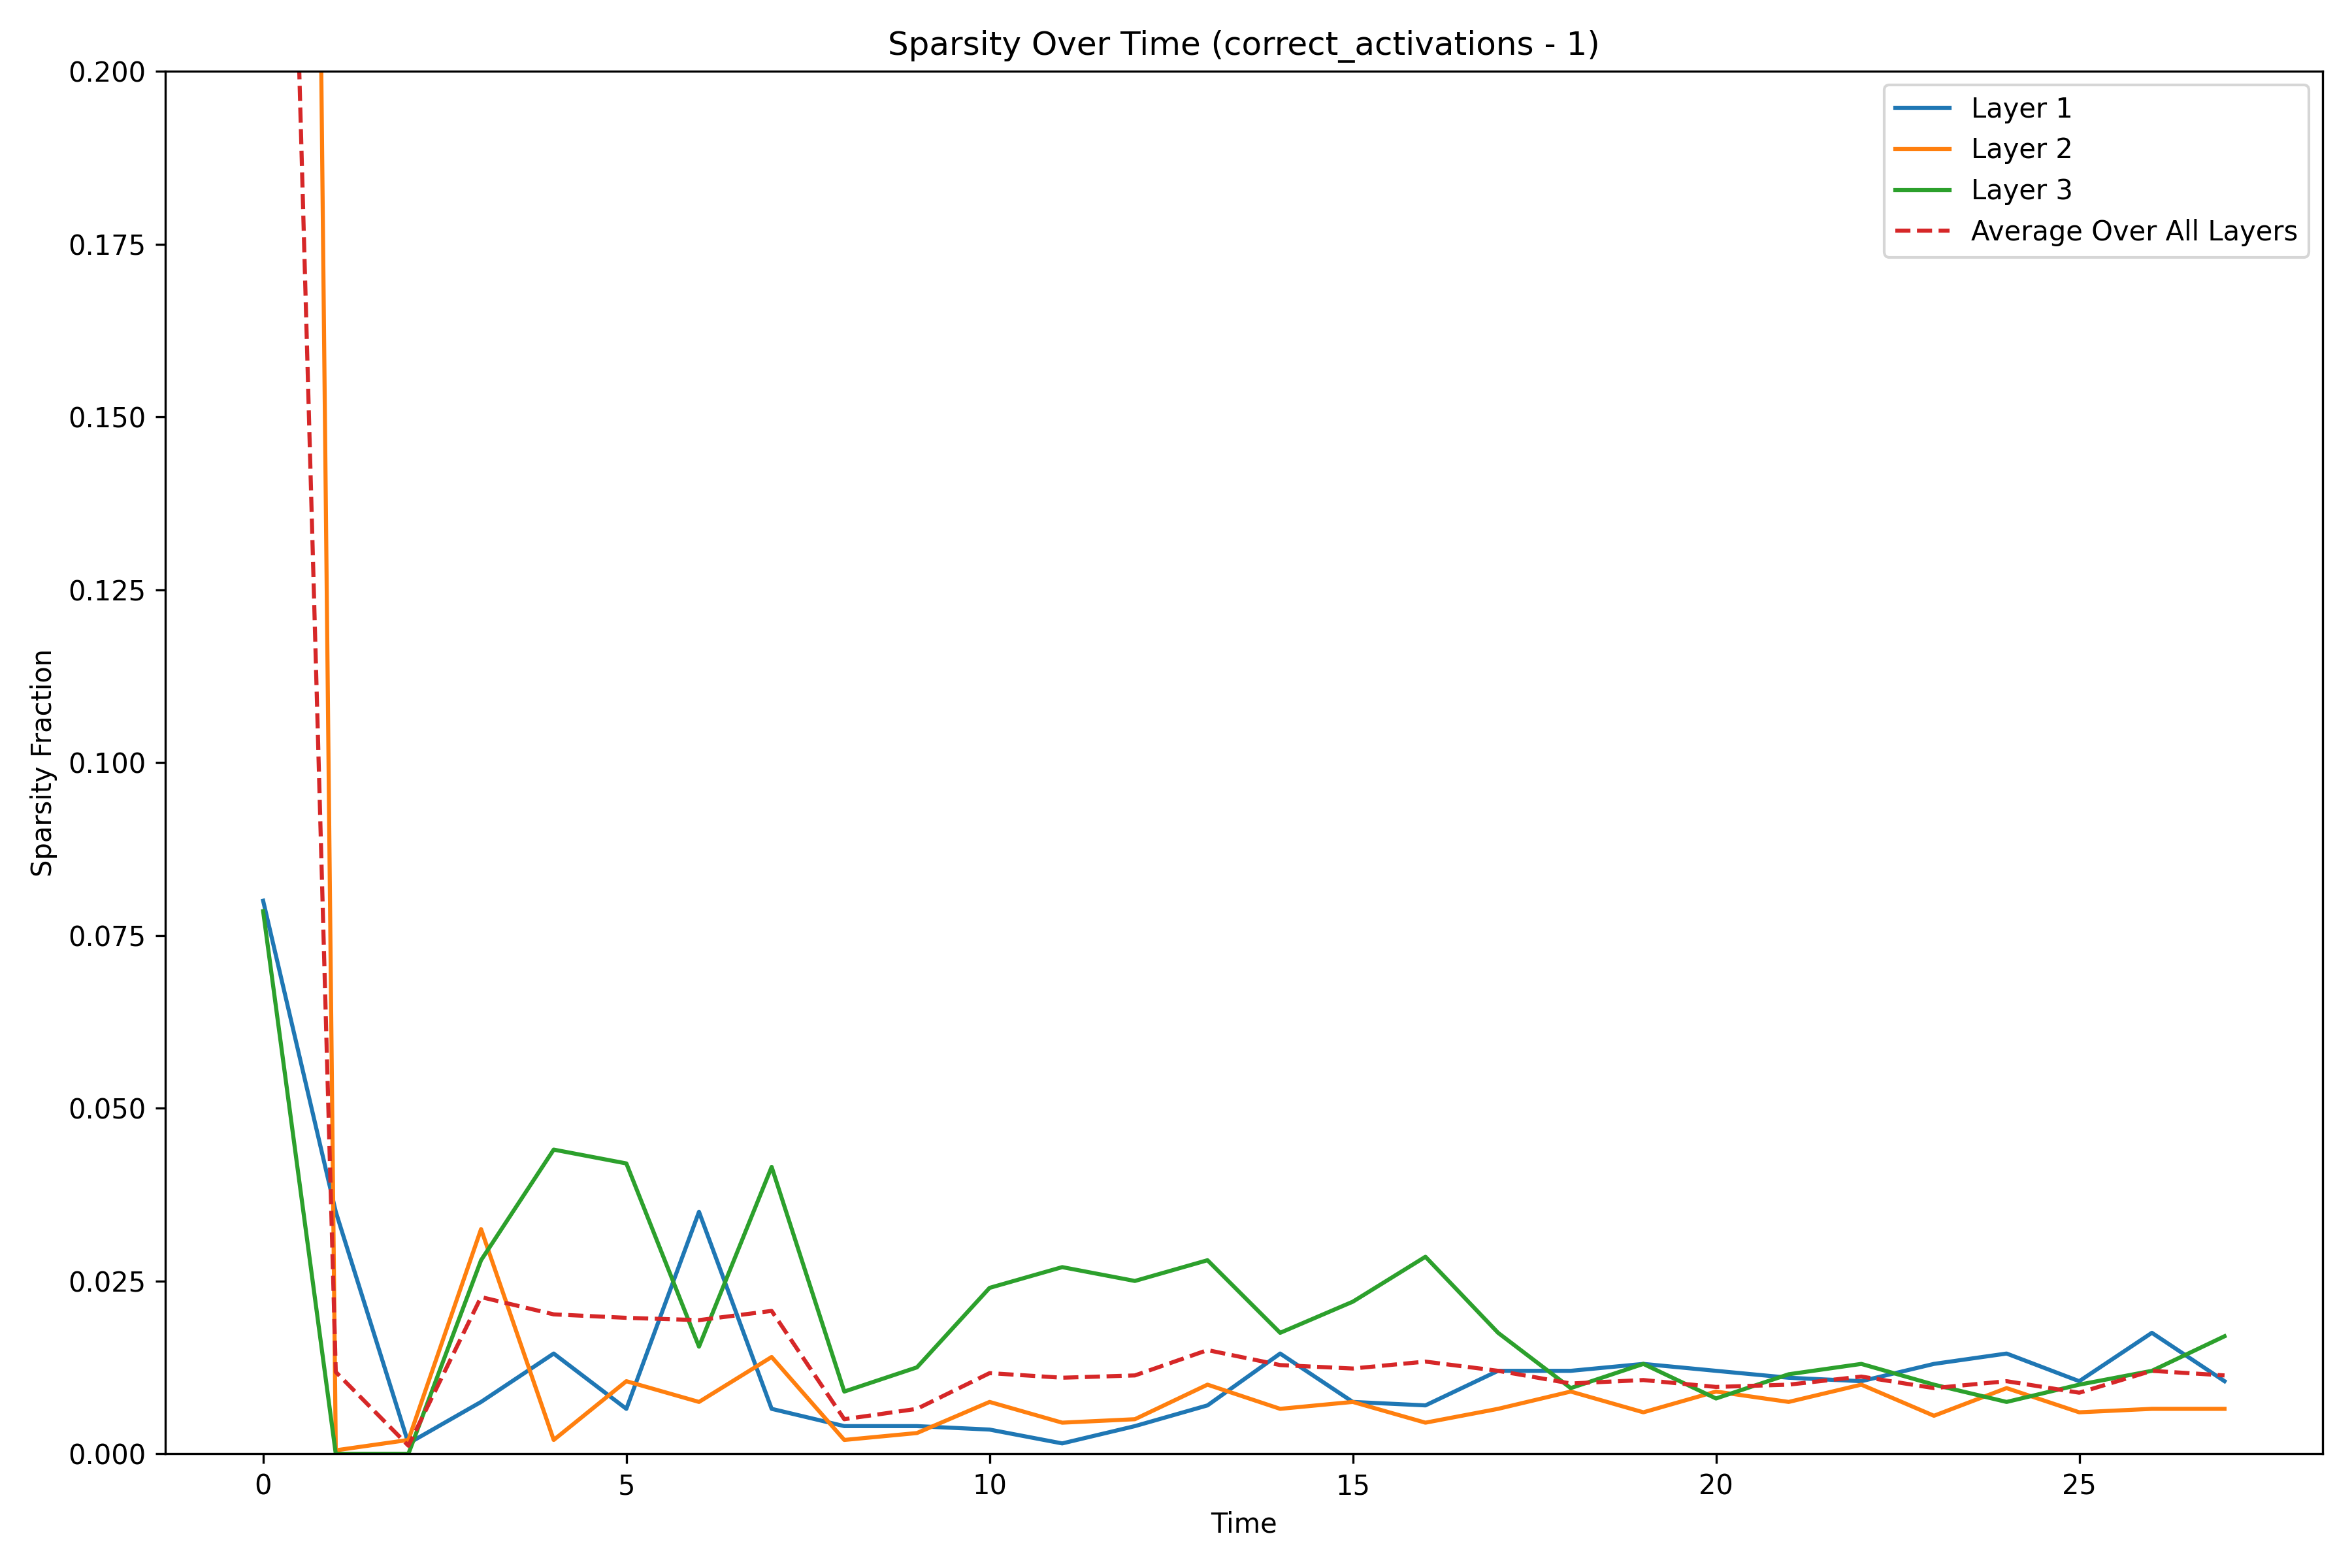 Sparsity Over Time (correct_activations - 1)
0.200
0.175
0.150
0.125
0.100
0.075
0.050
0.025
0.000
Sparsity Fraction
Layer 1
Layer 2
Layer 3
Average Over All Layers
0 5 10 15 20 25
Time